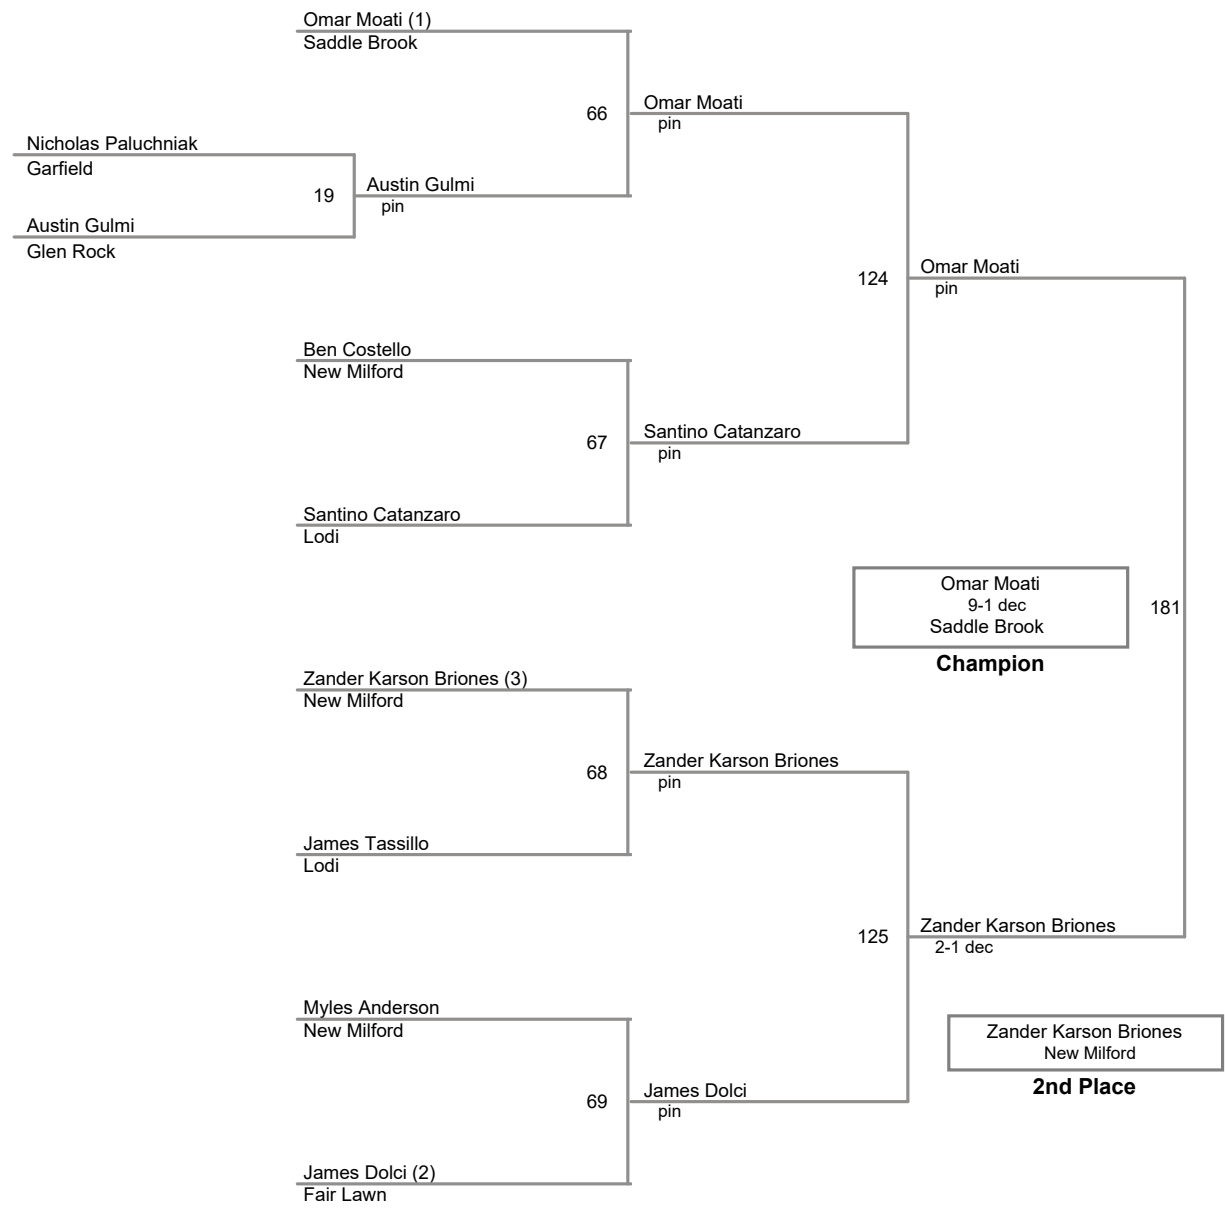 Omar Moati (1)
Saddle Brook
66
Omar Moati
pin
Nicholas Paluchniak
Garfield
19
Austin Gulmi
pin
Austin Gulmi
Glen Rock
124
Omar Moati
pin
Ben Costello
New Milford
67
Santino Catanzaro
pin
Santino Catanzaro
Lodi
Omar Moati
9-1 dec
Saddle Brook
Champion
181
Zander Karson Briones (3)
New Milford
68
Zander Karson Briones
pin
James Tassillo
Lodi
125
Zander Karson Briones
2-1 dec
Myles Anderson
New Milford
Zander Karson Briones
New Milford
2nd Place
69
James Dolci
pin
James Dolci (2)
Fair Lawn